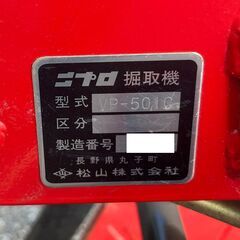 ニプロ 掘取機
型式 VP-501C
区分
製造番号
長野県丸子町
松山株式会社